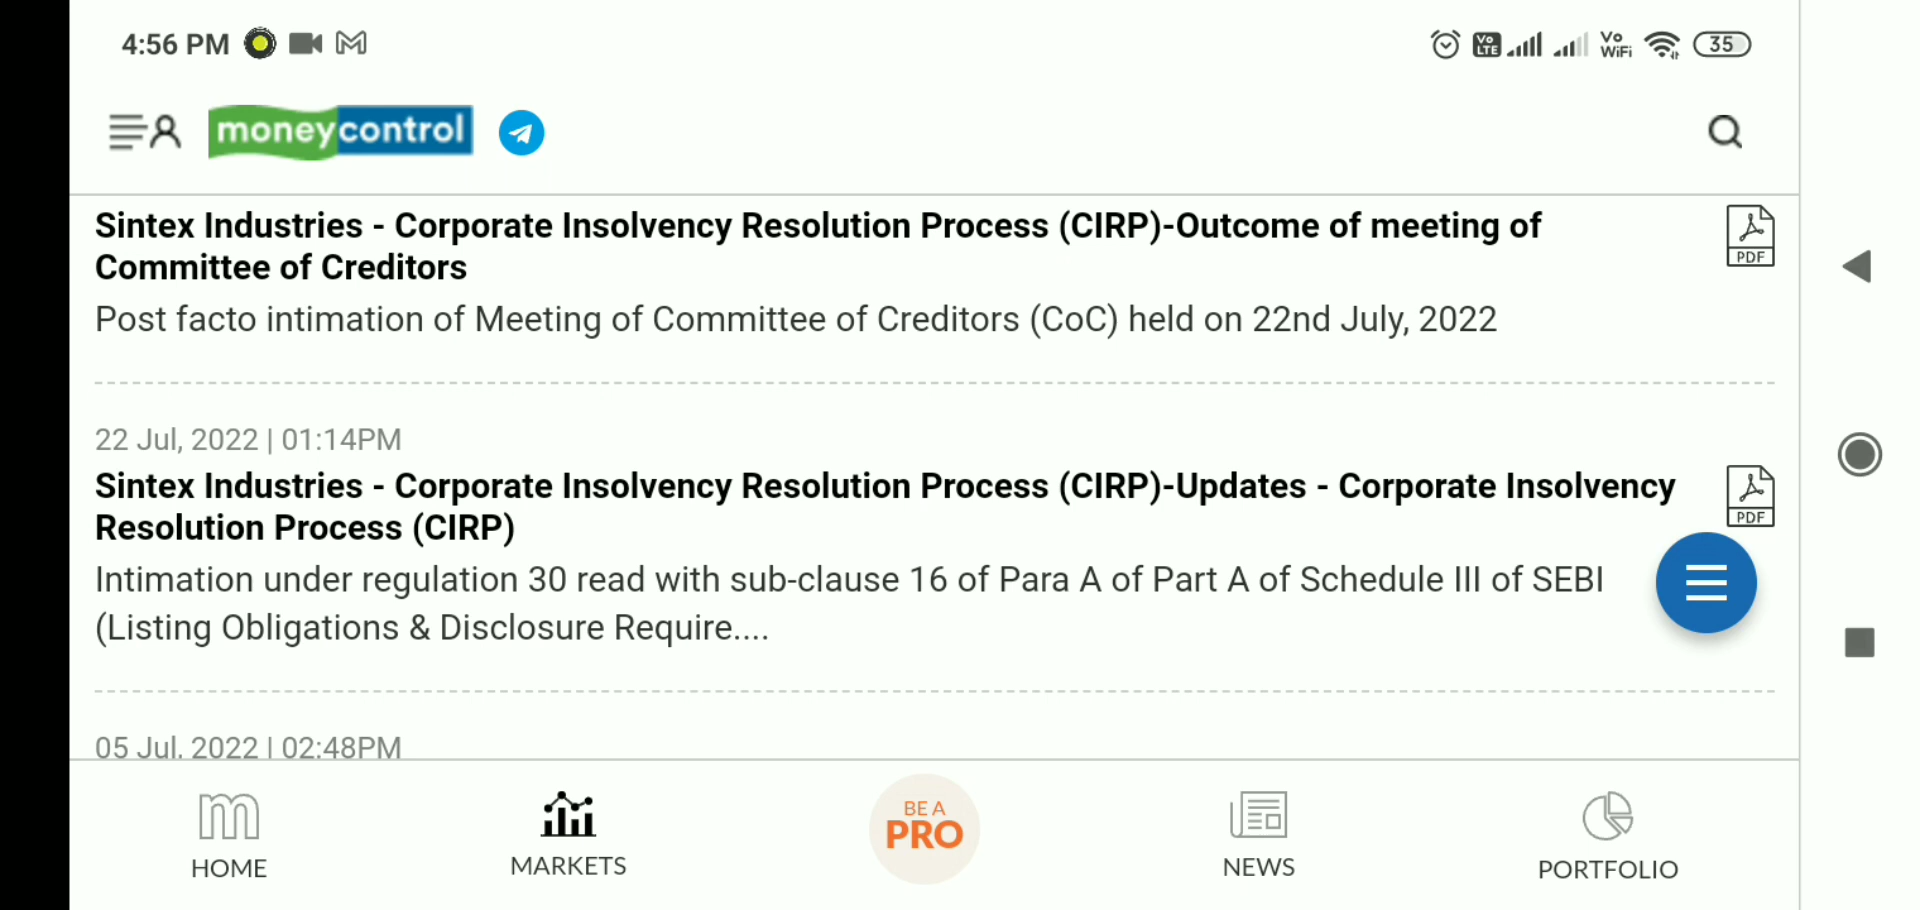 4:56 PM
Vo LTE
Vo WiFi
35
moneycontrol
Sintex Industries - Corporate Insolvency Resolution Process (CIRP)-Outcome of meeting of
Committee of Creditors
PDF
Post facto intimation of Meeting of Committee of Creditors (CoC) held on 22nd July, 2022
22 Jul, 2022 | 01:14PM
Sintex Industries - Corporate Insolvency Resolution Process (CIRP)-Updates - Corporate Insolvency
Resolution Process (CIRP)
PDF
Intimation under regulation 30 read with sub-clause 16 of Para A of Part A of Schedule III of SEBI
(Listing Obligations & Disclosure Require....
05 Jul, 2022 | 02:48PM
HOME
MARKETS
BE A
PRO
NEWS
PORTFOLIO